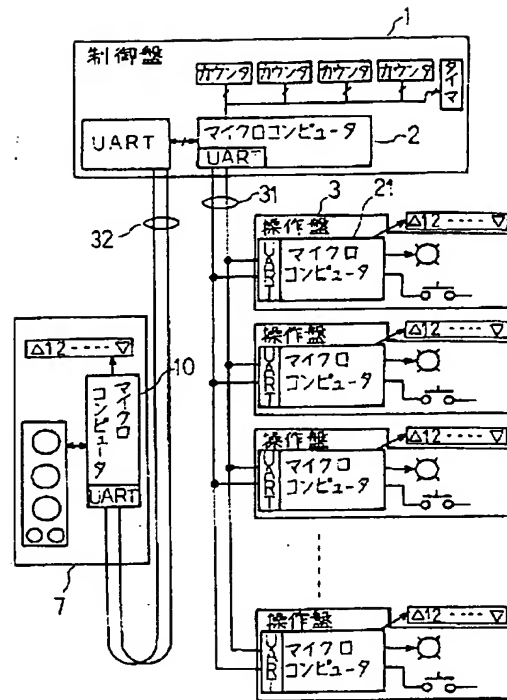 1
制御盤
カウンタ カウンタ カウンタ カウンタ
タイマ
UART
マイクロコンピュータ
UART
2
31
32
3
21
操作盤
△12----▽
UART
マイクロ
コンピュータ
操作盤
△12----▽
UART
マイクロ
コンピュータ
操作盤
△12----▽
UART
マイクロ
コンピュータ
操作盤
△12----▽
UART
マイクロ
コンピュータ
△12----▽
10
マイクロ
コンピュータ
UART
7